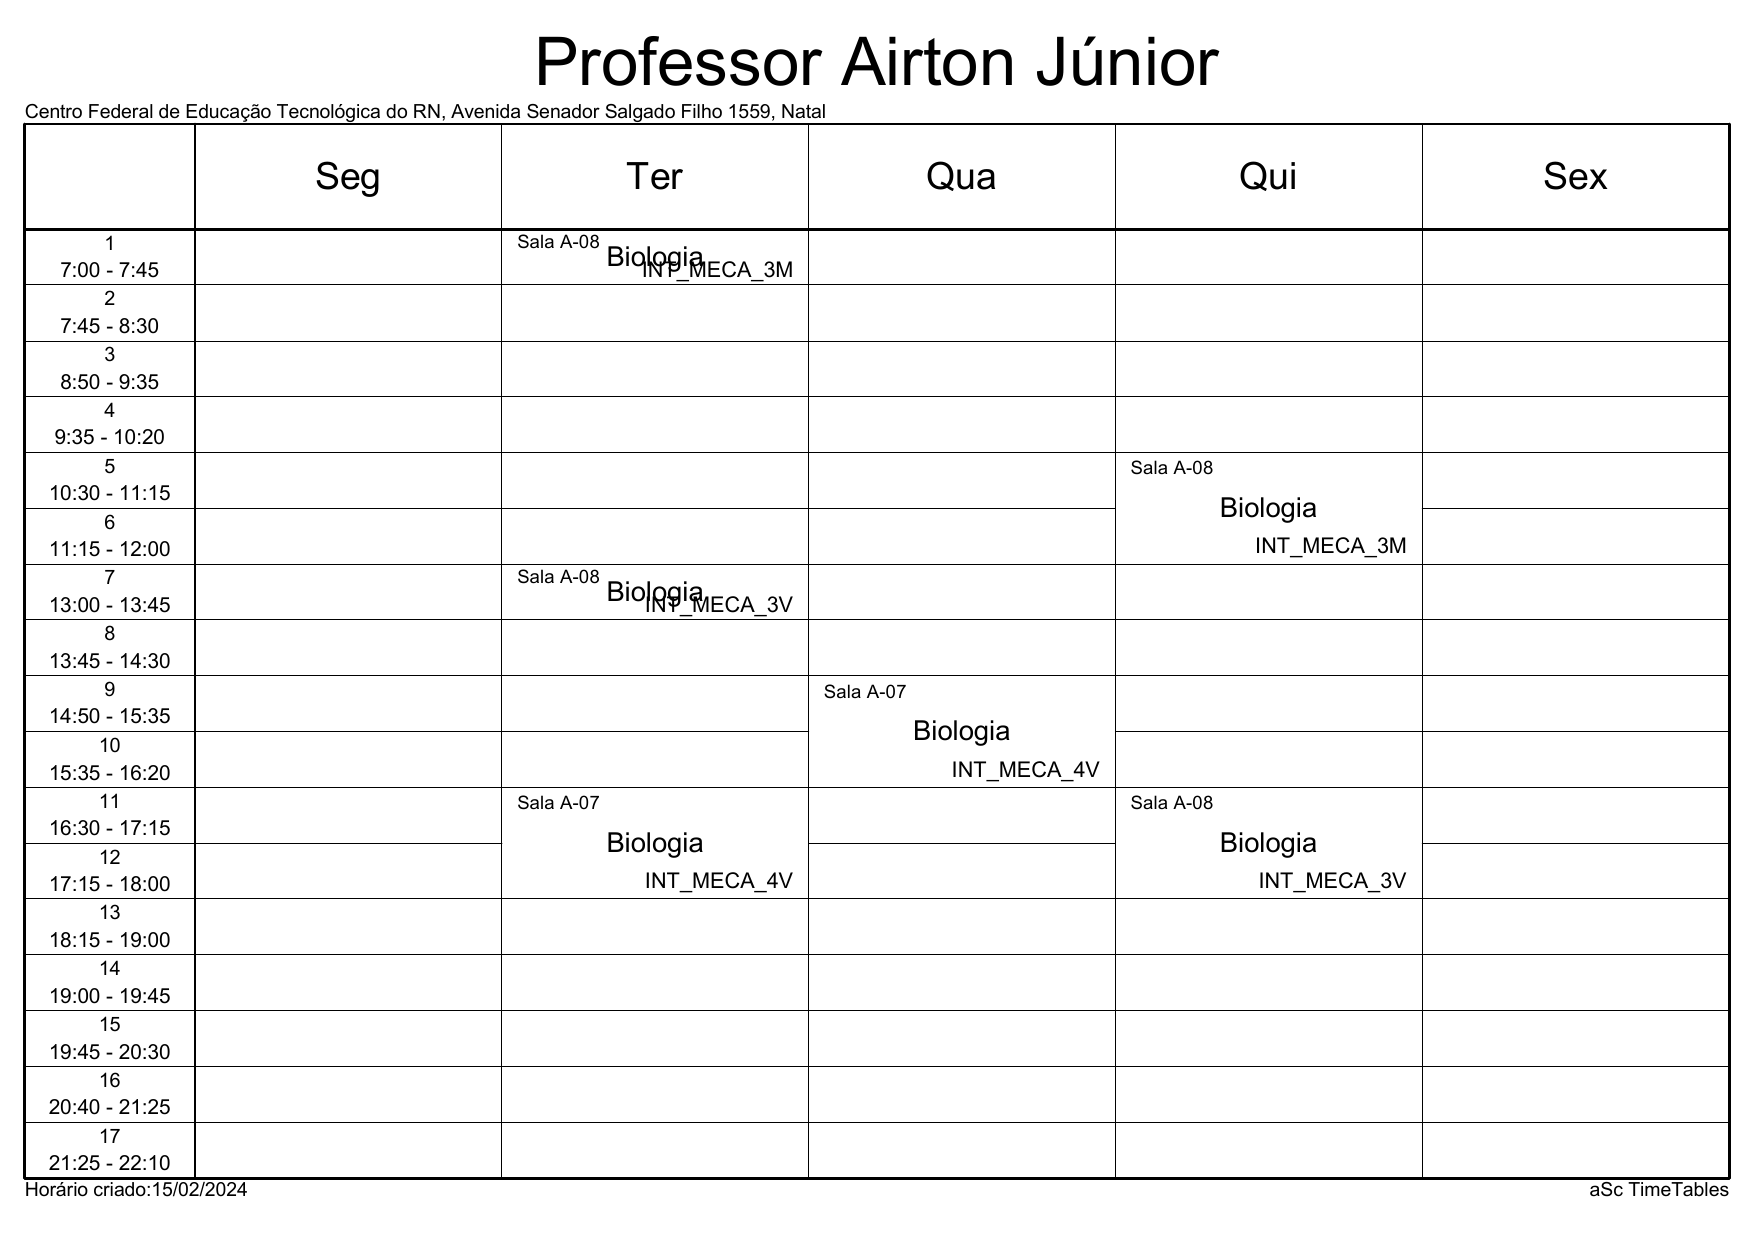 Professor Airton Júnior
Centro Federal de Educação Tecnológica do RN, Avenida Senador Salgado Filho 1559, Natal
Seg Ter Qua Qui Sex
1
7:00 - 7:45
Sala A-08
Biologia
INT_MECA_3M
2
7:45 - 8:30
3
8:50 - 9:35
4
9:35 - 10:20
5
10:30 - 11:15
6
11:15 - 12:00
Sala A-08
Biologia
INT_MECA_3M
7
13:00 - 13:45
Sala A-08
Biologia
INT_MECA_3V
8
13:45 - 14:30
9
14:50 - 15:35
10
15:35 - 16:20
Sala A-07
Biologia
INT_MECA_4V
11
16:30 - 17:15
12
17:15 - 18:00
Sala A-07
Biologia
INT_MECA_4V
Sala A-08
Biologia
INT_MECA_3V
13
18:15 - 19:00
14
19:00 - 19:45
15
19:45 - 20:30
16
20:40 - 21:25
17
21:25 - 22:10
Horário criado:15/02/2024
aSc TimeTables